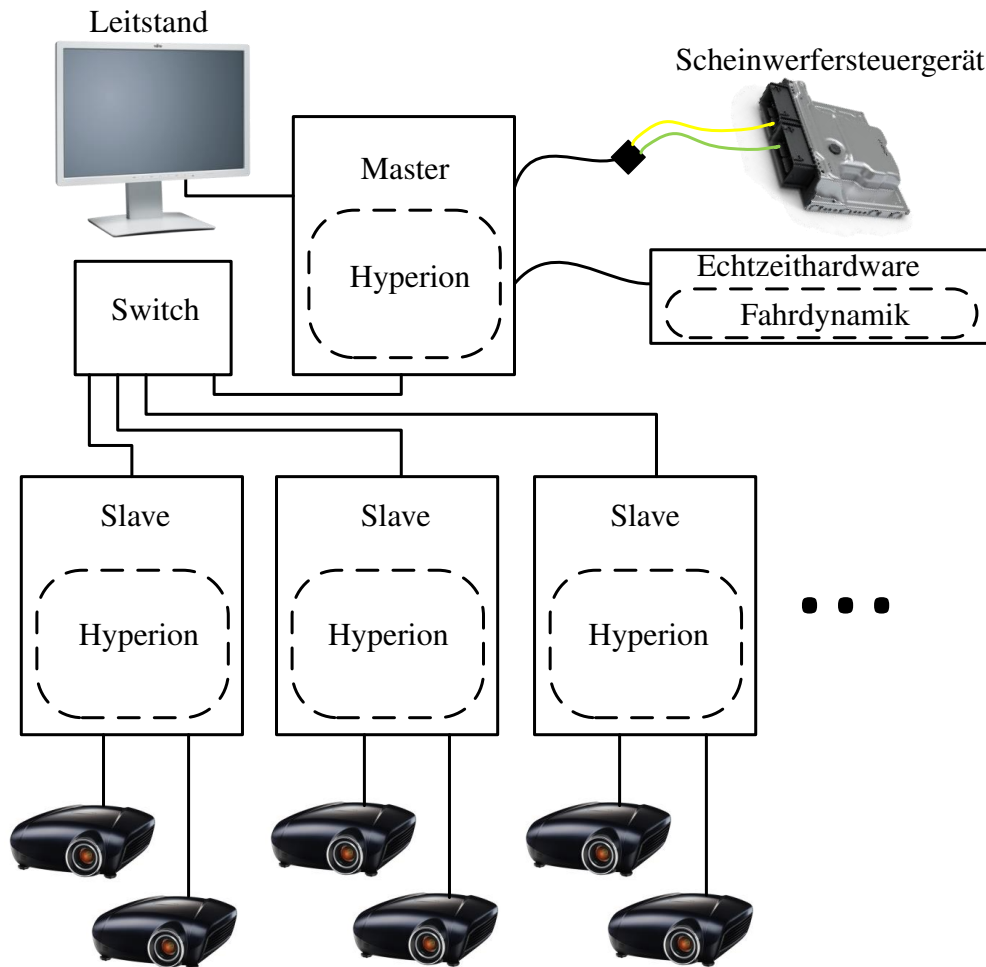 Leitstand
Scheinwerfersteuergerät
Master
Hyperion
Echtzeithardware
Fahrdynamik
Switch
Slave
Slave
Slave
Hyperion
Hyperion
Hyperion